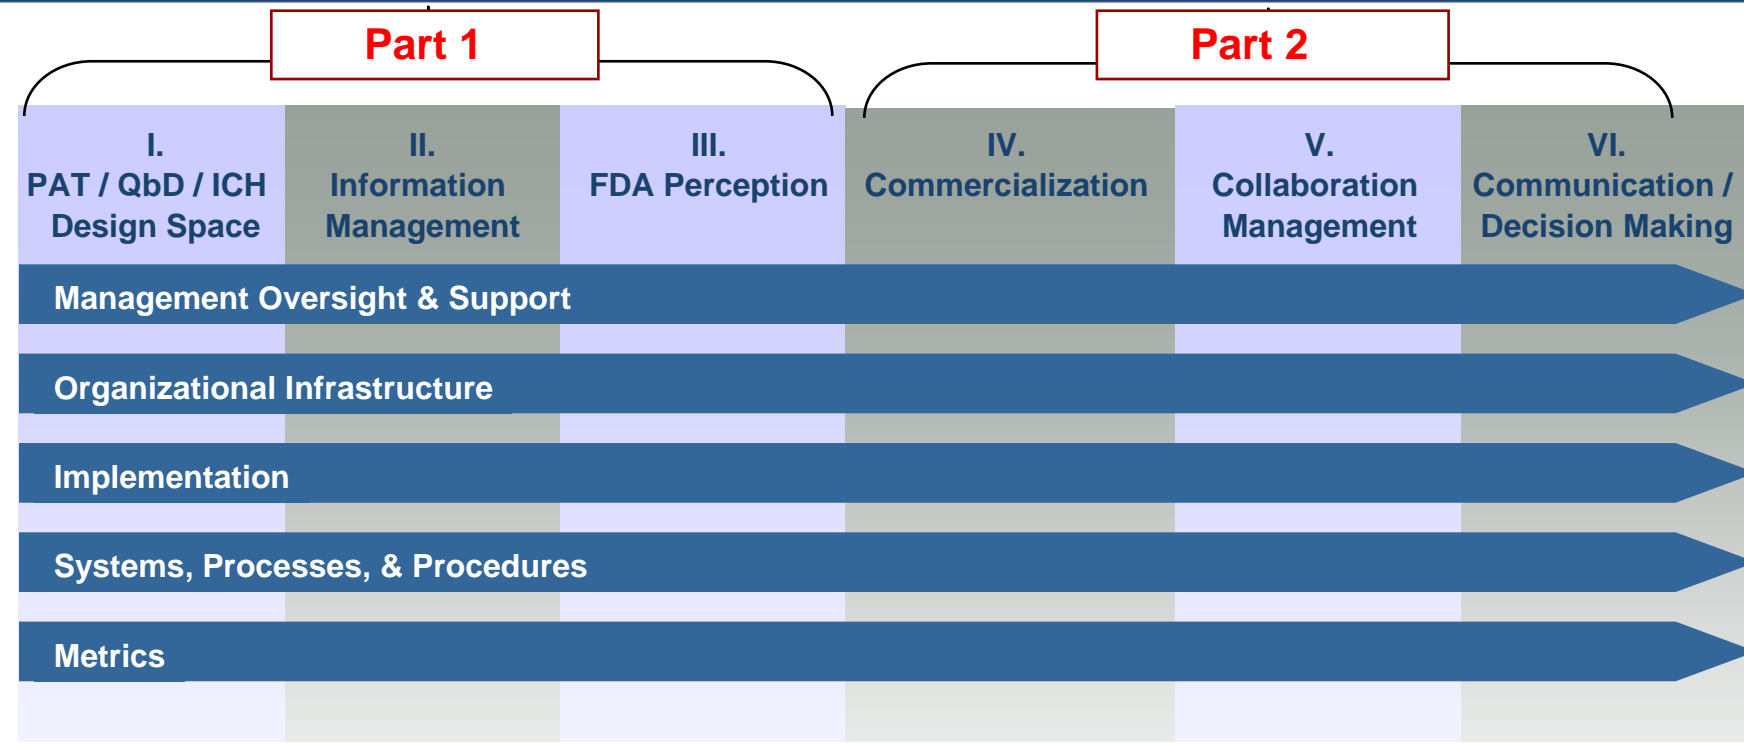 Part 1
Part 2
I.
PAT / QbD / ICH
Design Space
II.
Information
Management
III.
FDA Perception
IV.
Commercialization
V.
Collaboration
Management
VI.
Communication /
Decision Making
Management Oversight & Support
Organizational Infrastructure
Implementation
Systems, Processes, & Procedures
Metrics